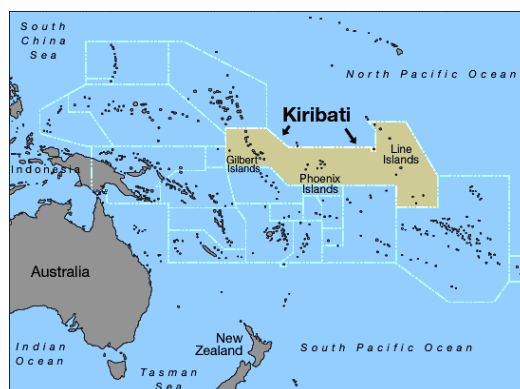 South
China
Sea
North Pacific Ocean
Kiribati
Gilbert
Islands
Line
Islands
Indonesia
Phoenix
Islands
Australia
New
Zealand
Indian
Ocean
South Pacific Ocean
Tasman
Sea